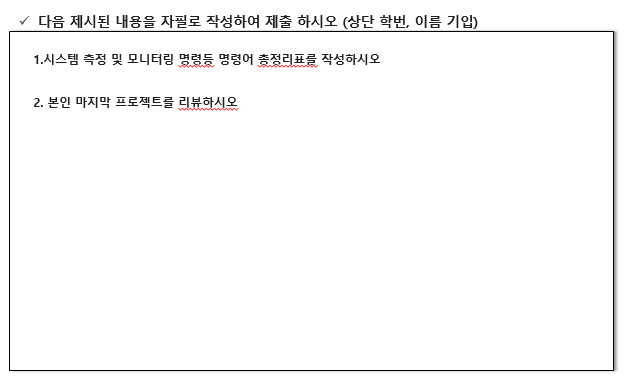 ✓ 다음 제시된 내용을 자필로 작성하여 제출 하시오 (상단 학번, 이름 기입)
1.시스템 측정 및 모니터링 명령등 명령어 총정리표를 작성하시오
2. 본인 마지막 프로젝트를 리뷰하시오